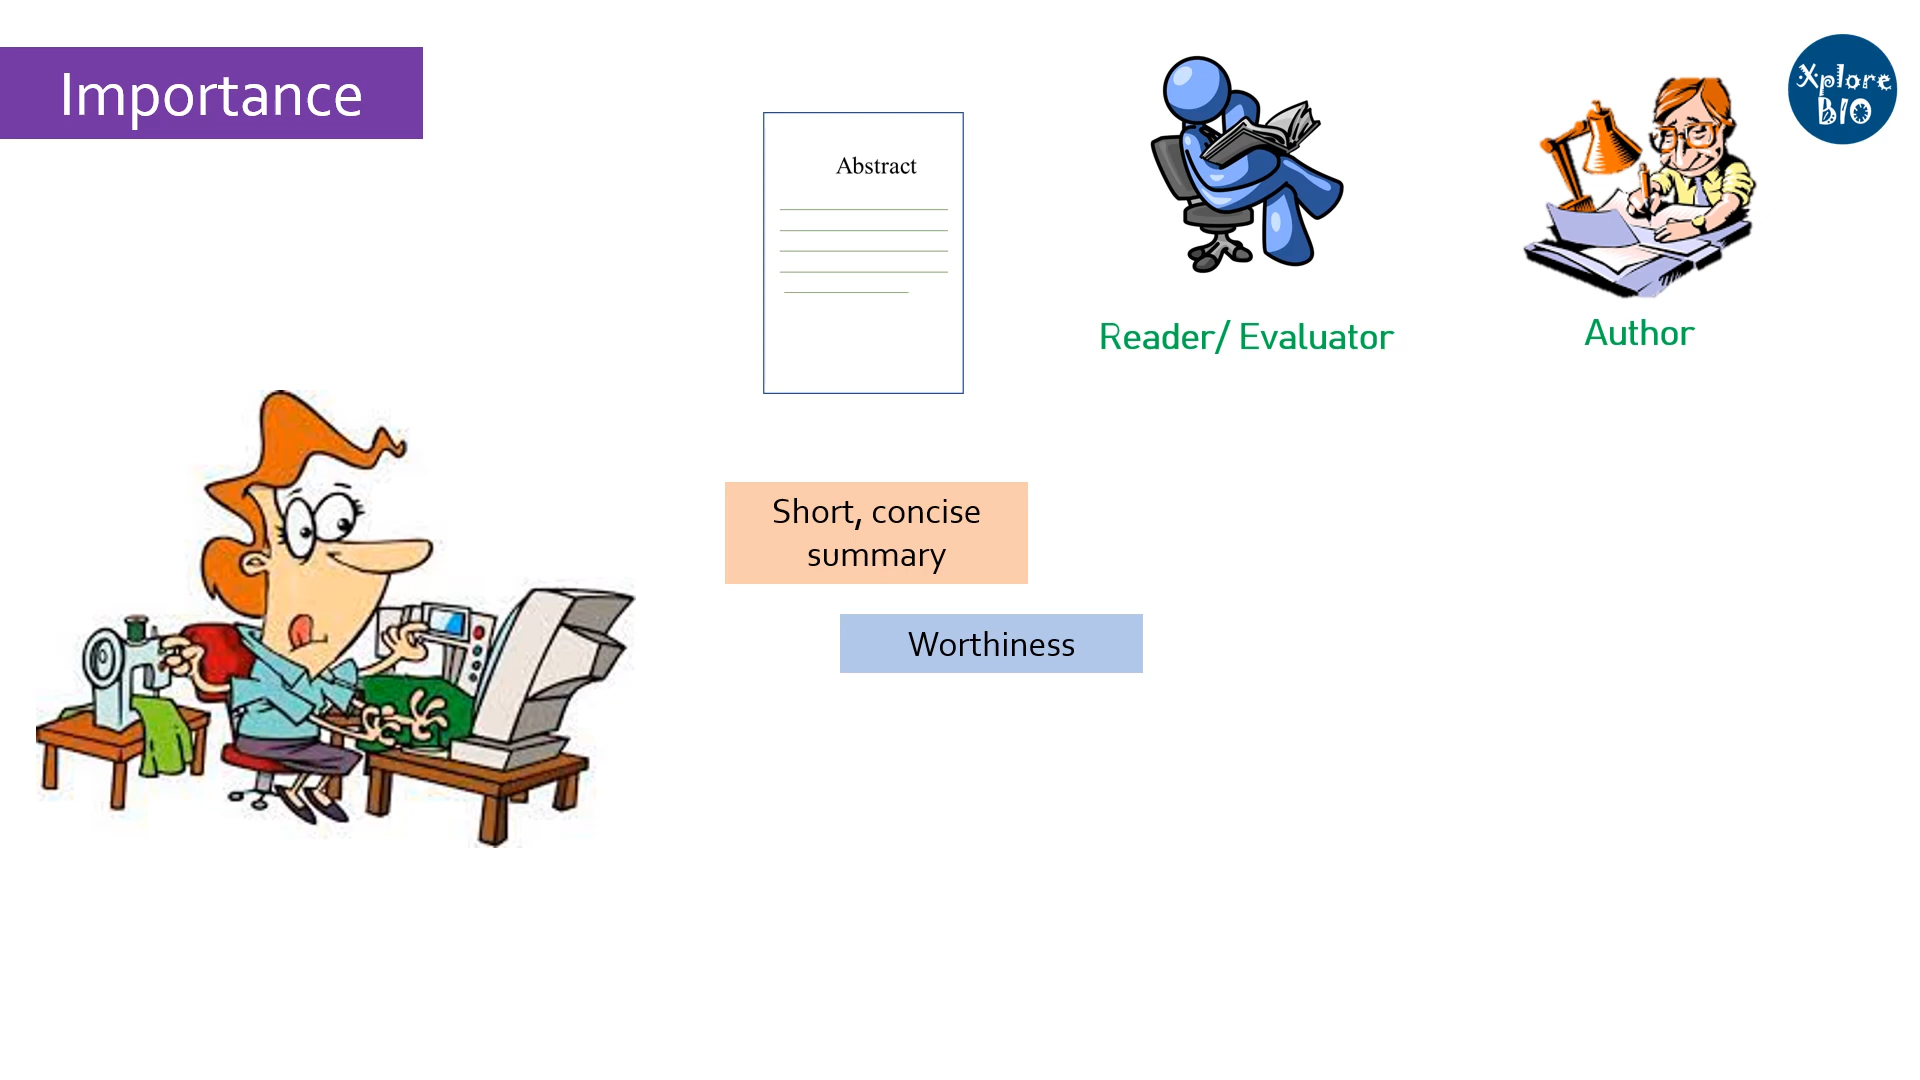 Importance
Abstract
Xplore
BIO
Reader/ Evaluator
Author
Short, concise
summary
Worthiness